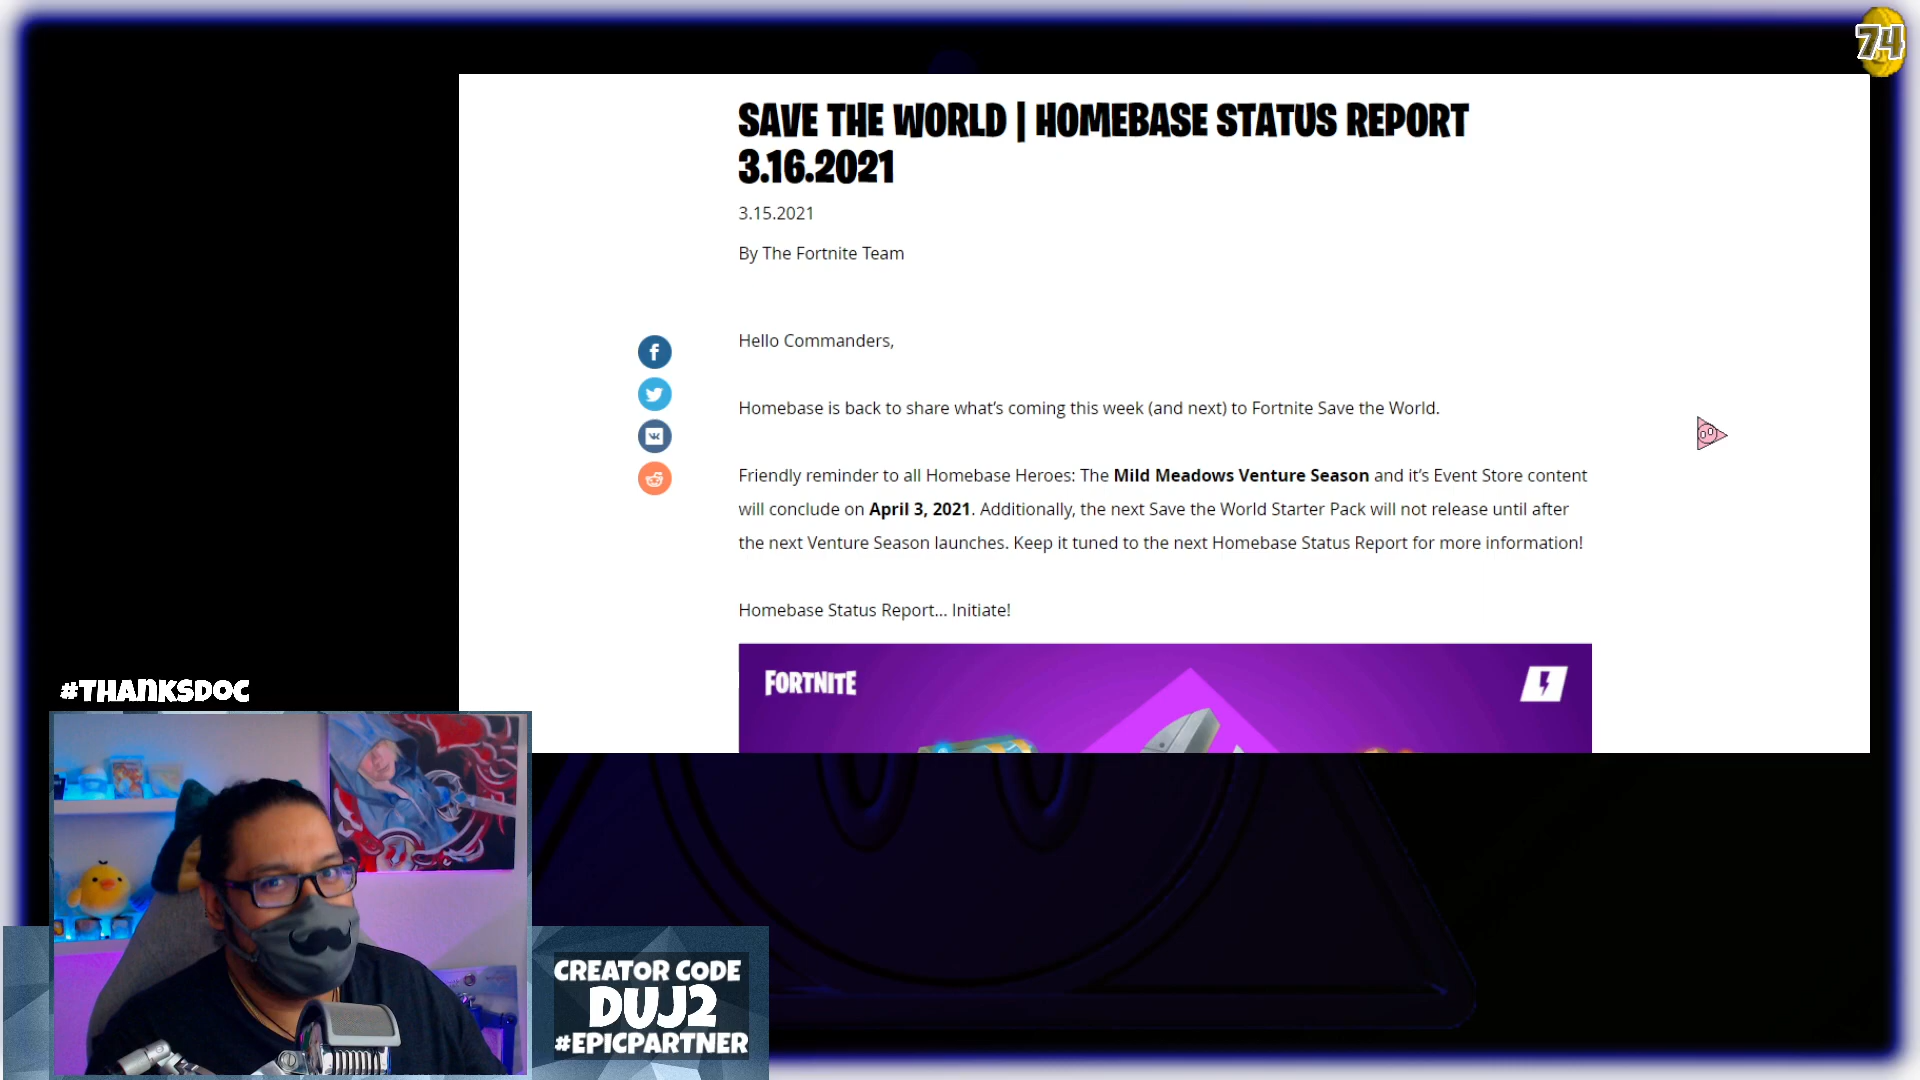 74
SAVE THE WORLD | HOMEBASE STATUS REPORT
3.16.2021
3.15.2021
By The Fortnite Team
Hello Commanders,
Homebase is back to share what’s coming this week (and next) to Fortnite Save the World.
Friendly reminder to all Homebase Heroes: The Mild Meadows Venture Season and it’s Event Store content
will conclude on April 3, 2021. Additionally, the next Save the World Starter Pack will not release until after
the next Venture Season launches. Keep it tuned to the next Homebase Status Report for more information!
Homebase Status Report... Initiate!
FORTNITE
#THANKSDOC
CREATOR CODE
DUJ2
#EPICPARTNER